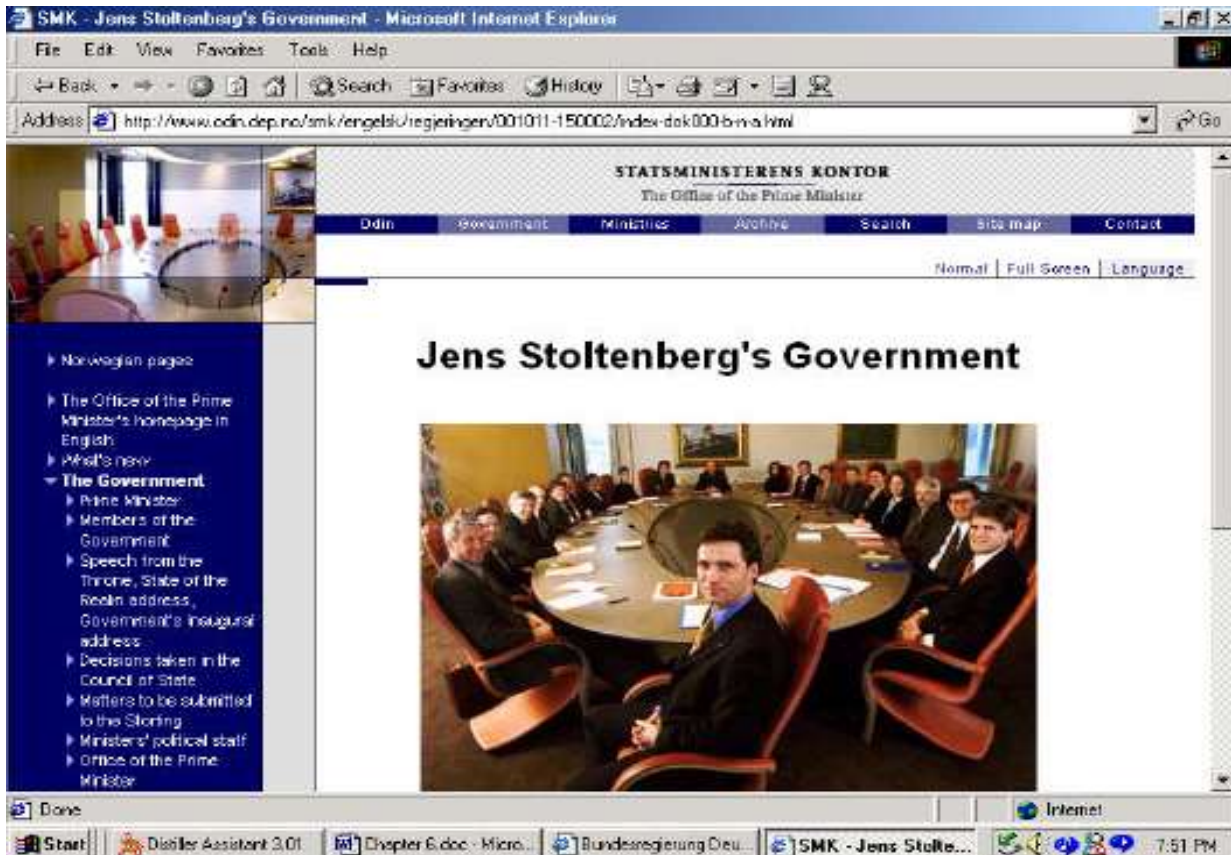 SMK - Jens Stoltenberg's Government - Microsoft Internet Explorer
File Edit View Favorites Tools Help
Back Search Favorites History
Address http://www.odin.dep.no/smk/engelsk/regjeringen/001011-150002/index-dok000-b-n-a.html Go
STATSMINISTERENS KONTOR
The Office of the Prime Minister
Odin Government Ministries Archive Search Site map Contact
Normal | Full Screen | Language
Jens Stoltenberg's Government
Norwegian pages
The Office of the Prime
Minister's homepage in
English
What's new
The Government
Prime Minister
Members of the
Government
Speech from the
Throne, State of the
Realm address,
Government's inaugural
address
Decisions taken in the
Council of State
Matters to be submitted
to the Storting
Ministers' political staff
Office of the Prime
Minister
Done Internet
Start Distiller Assistant 3.01 Chapter 6.doc - Micro... Bundesregierung Deu... SMK - Jens Stolte... 7:51 PM